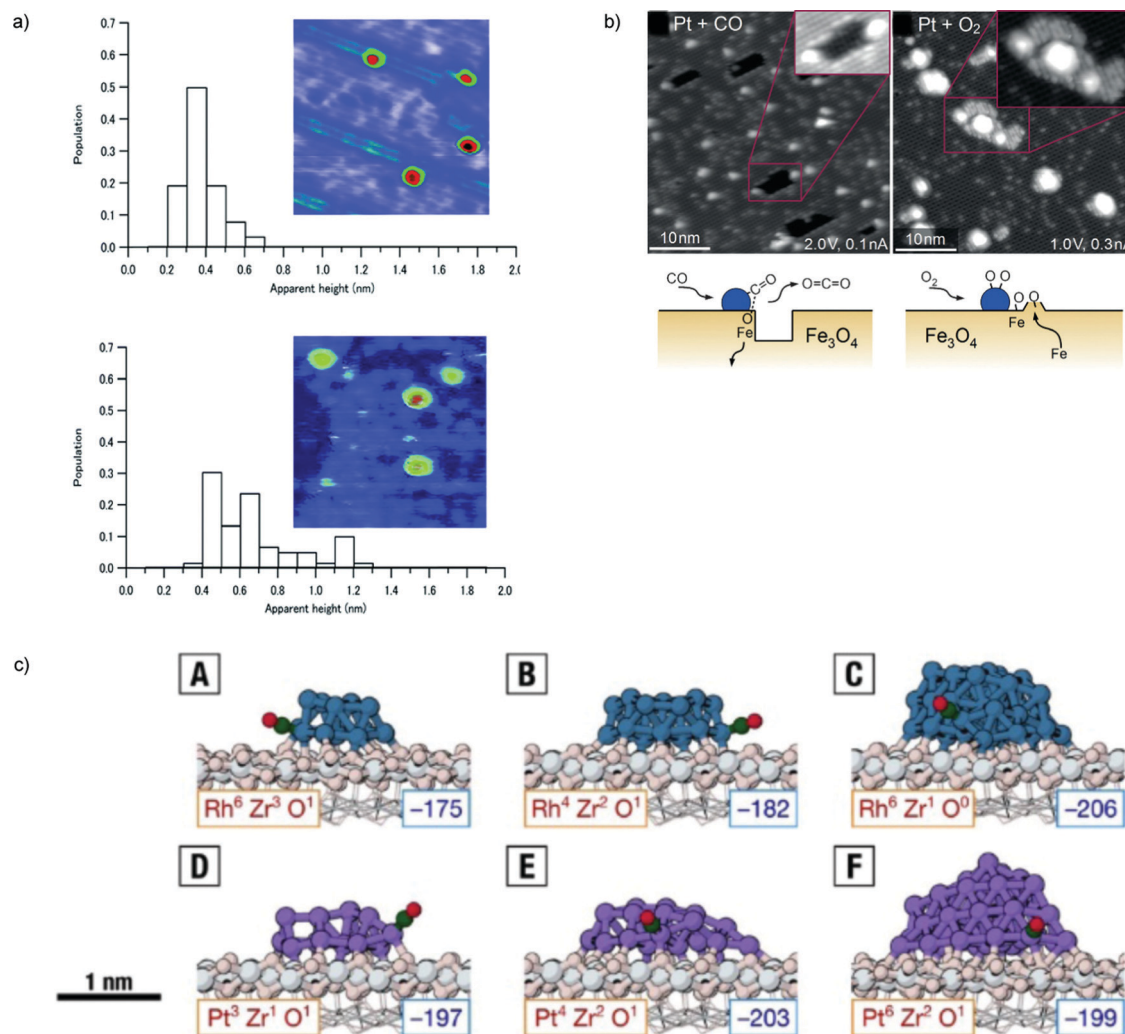 a)
0.7
0.6
0.5
0.4
0.3
0.2
0.1
0.0
Population
0.0 0.2 0.4 0.6 0.8 1.0 1.2 1.4 1.6 1.8 2.0
Apparent height (nm)
0.7
0.6
0.5
0.4
0.3
0.2
0.1
0.0
Population
0.0 0.2 0.4 0.6 0.8 1.0 1.2 1.4 1.6 1.8 2.0
Apparent height (nm)
b)
Pt + CO
10nm
2.0V, 0.1nA
Pt + O₂
10nm
1.0V, 0.3nA
CO
C
O
O
Fe
O=C=O
Fe₃O₄
O₂
O O
O
O
Fe
Fe₃O₄
Fe
c)
A
Rh⁶ Zr³ O¹
−175
B
Rh⁴ Zr² O¹
−182
C
Rh⁶ Zr¹ O⁰
−206
D
Pt³ Zr¹ O¹
−197
E
Pt⁴ Zr² O¹
−203
F
Pt⁶ Zr² O¹
−199
1 nm